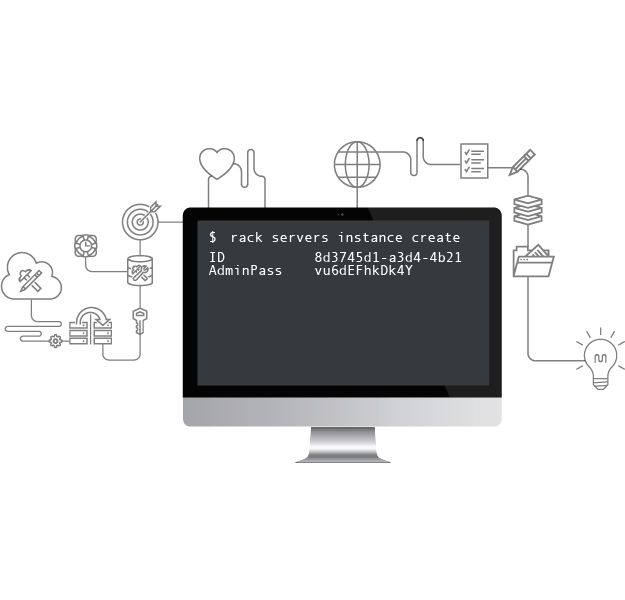 $ rack servers instance create
ID 8d3745d1-a3d4-4b21
AdminPass vu6dEFhkDk4Y